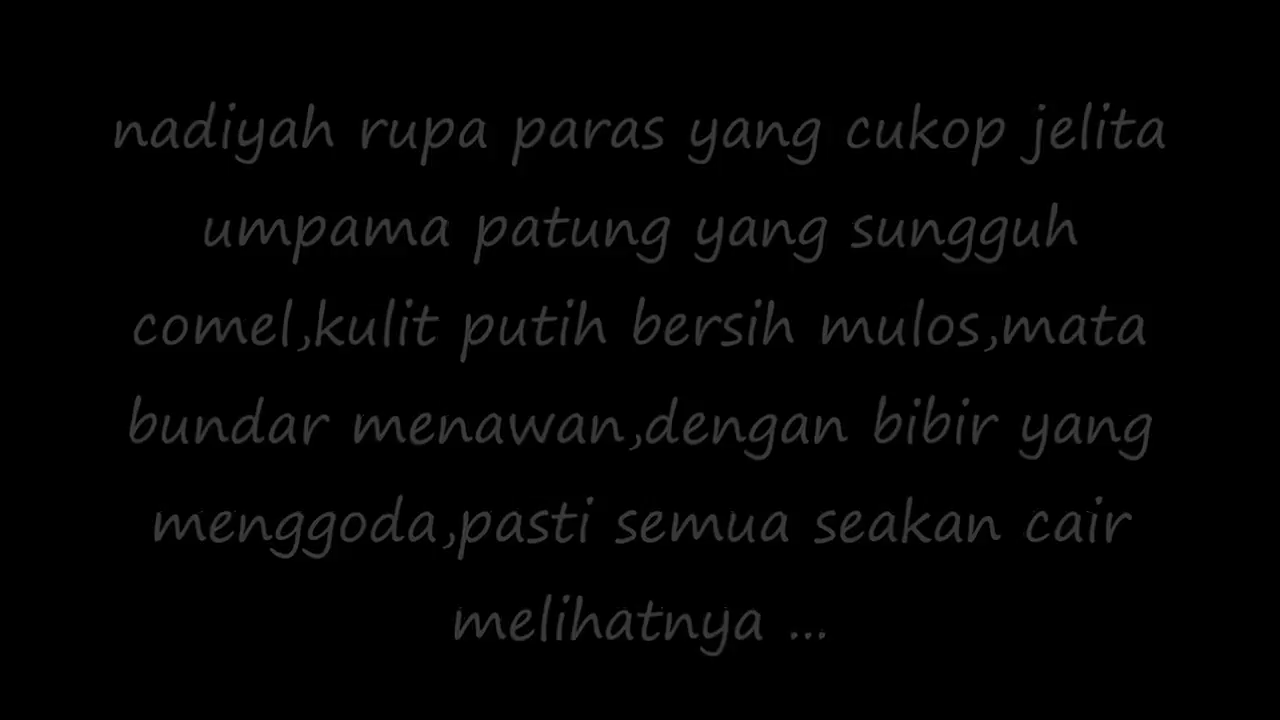 nadiyah rupa paras yang cukop jelita
umpama patung yang sungguh
comel,kulit putih bersih mulos,mata
bundar menawan,dengan bibir yang
menggoda,pasti semua seakan cair
melihatnya ...